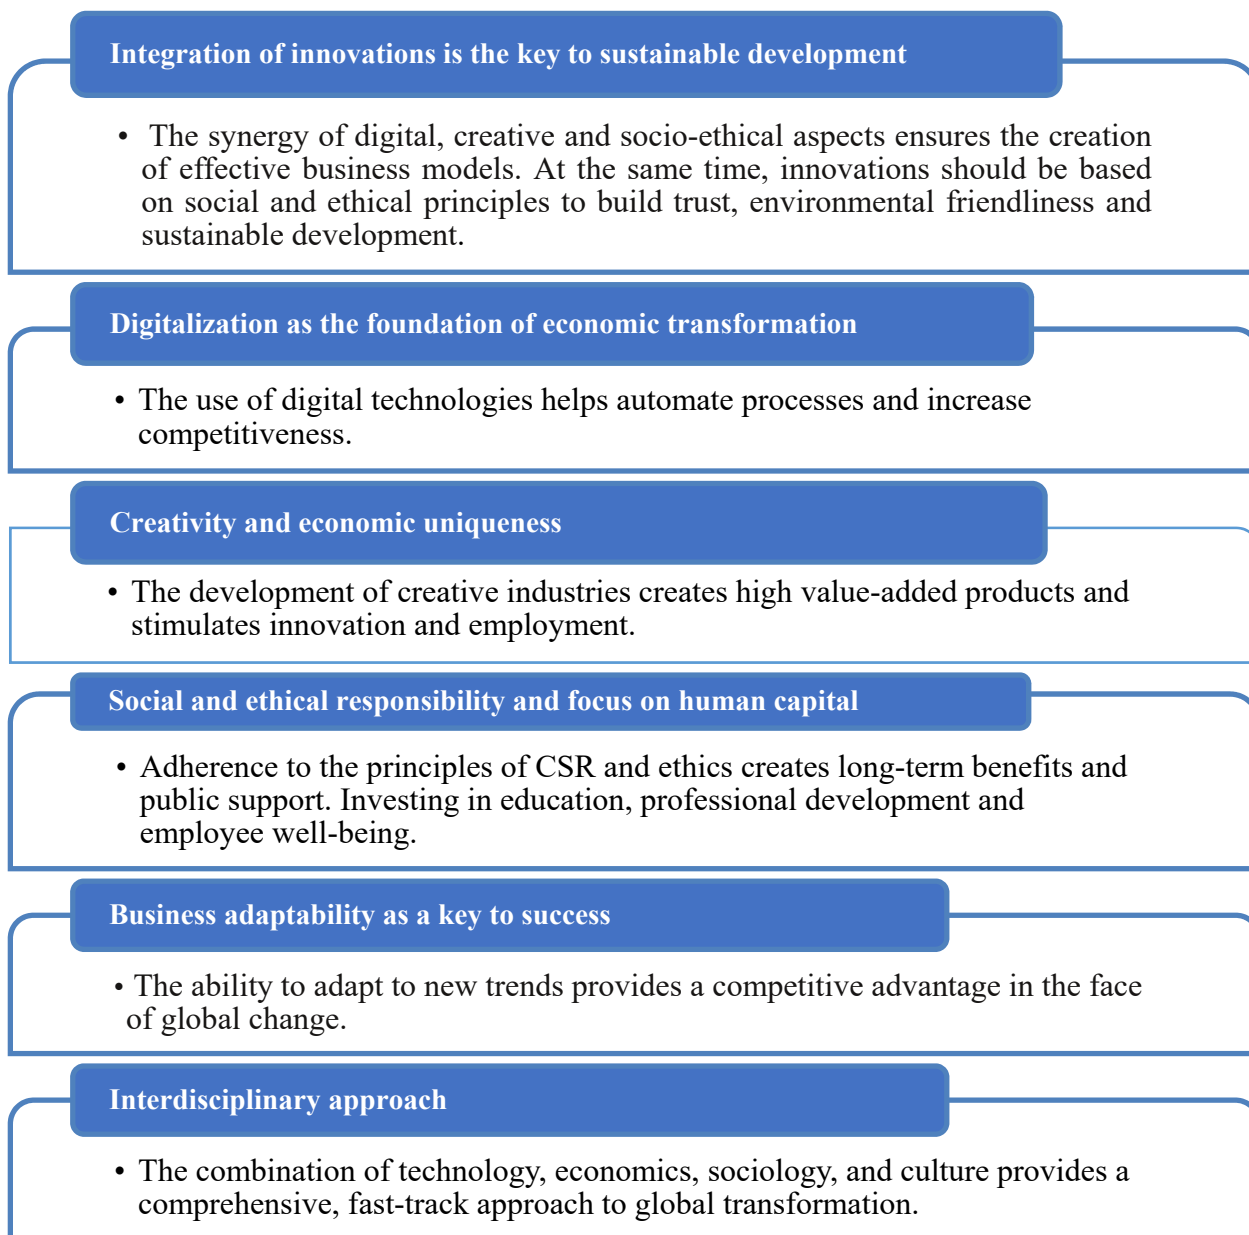 Integration of innovations is the key to sustainable development
• The synergy of digital, creative and socio-ethical aspects ensures the creation
of effective business models. At the same time, innovations should be based
on social and ethical principles to build trust, environmental friendliness and
sustainable development.
Digitalization as the foundation of economic transformation
• The use of digital technologies helps automate processes and increase
competitiveness.
Creativity and economic uniqueness
• The development of creative industries creates high value-added products and
stimulates innovation and employment.
Social and ethical responsibility and focus on human capital
• Adherence to the principles of CSR and ethics creates long-term benefits and
public support. Investing in education, professional development and
employee well-being.
Business adaptability as a key to success
• The ability to adapt to new trends provides a competitive advantage in the face
of global change.
Interdisciplinary approach
• The combination of technology, economics, sociology, and culture provides a
comprehensive, fast-track approach to global transformation.